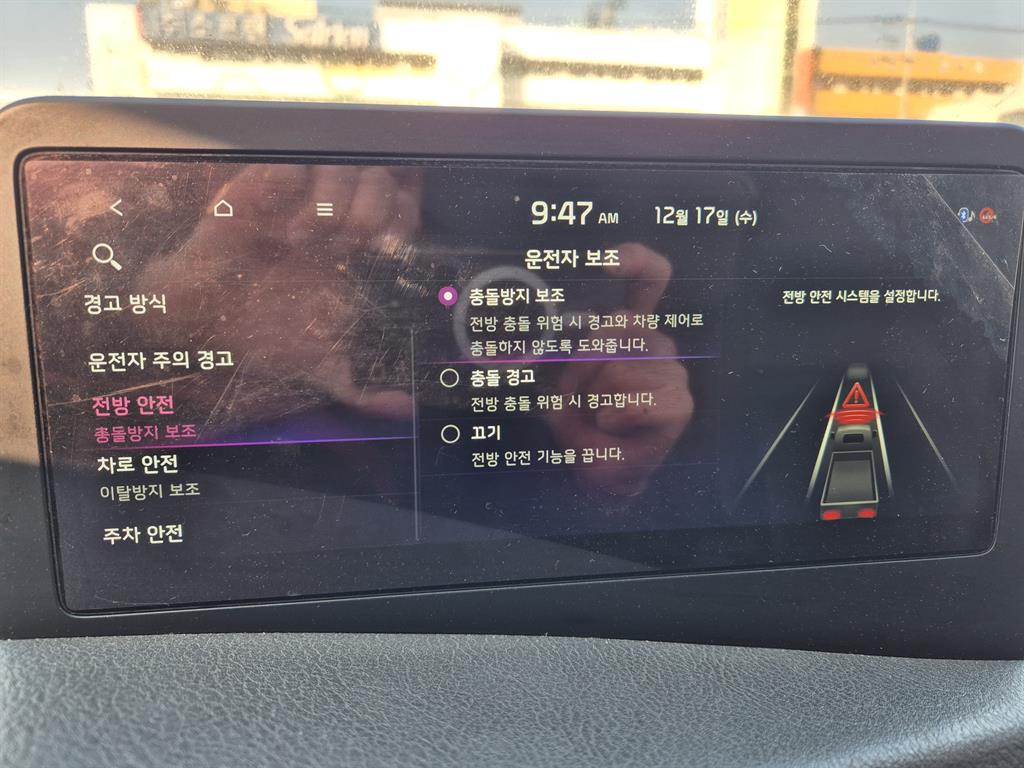 9:47 AM 12월 17일 (수)
운전자 보조
경고 방식
운전자 주의 경고
전방 안전
충돌방지 보조
차로 안전
이탈방지 보조
주차 안전
충돌방지 보조
전방 충돌 위험 시 경고와 차량 제어로
충돌하지 않도록 도와줍니다.
충돌 경고
전방 충돌 위험 시 경고합니다.
끄기
전방 안전 기능을 끕니다.
전방 안전 시스템을 설정합니다.